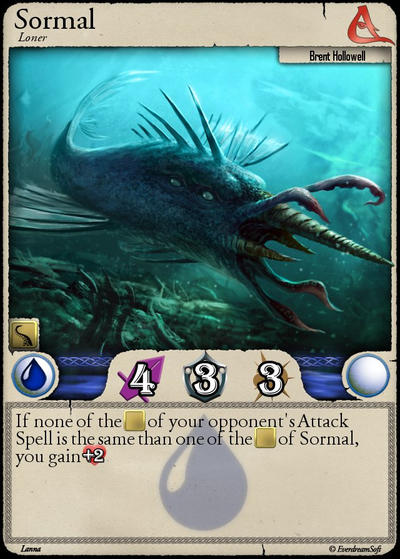 Sormal
Loner
Brent Hollowell
4 3 3
If none of the of your opponent's Attack
Spell is the same than one of the of Sormal,
you gain +2
Lanna © EverdreamSoft